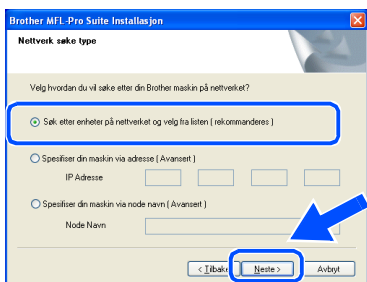 Brother MFL-Pro Suite Installasjon
Nettverk søke type
Velg hvordan du vil søke etter din Brother maskin på nettverket?
Søk etter enheter på nettverket og velg fra listen ( rekommanderes )
Spesifiser din maskin via adresse ( Avansert )
IP Adresse
Spesifiser din maskin via node navn ( Avansert )
Node Navn
< Tilbake Neste > Avbryt